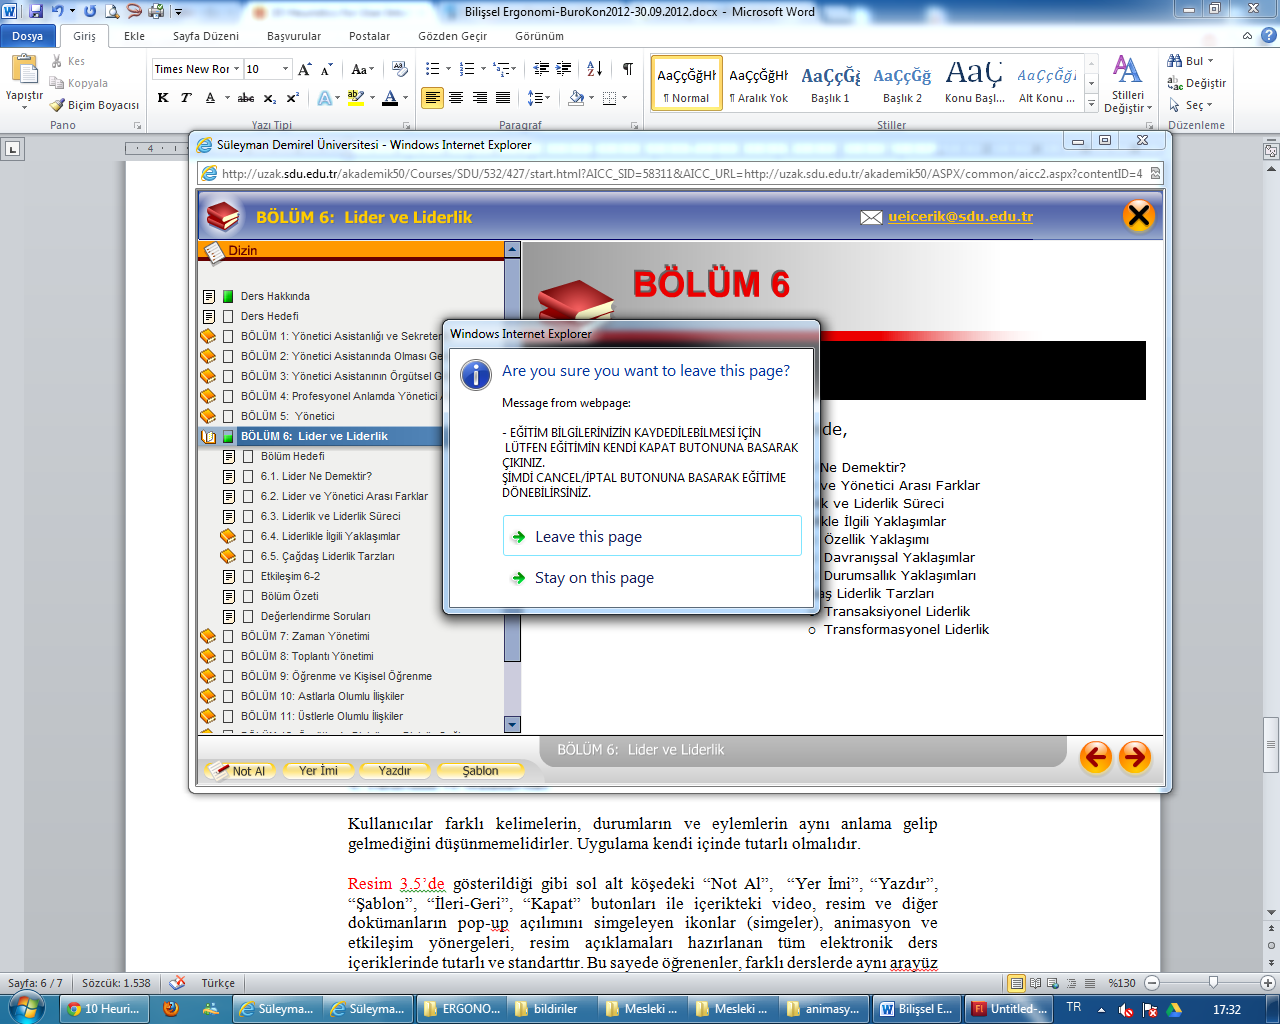 Bilişsel Ergonomi-BuroKon2012-30.09.2012.docx - Microsoft Word
Dosya Giriş Ekle Sayfa Düzeni Başvurular Postalar Gözden Geçir Görünüm
Yapıştır
Kes
Kopyala
Biçim Boyacısı
Times New Ror 10
AaÇçĞğHł AaÇçĞğHł AaÇçĞğ AaÇçĞğ AaÇ AaÇçĞğ
¶ Normal ¶ Aralık Yok Başlık 1 Başlık 2 Konu Başl... Alt Konu ...
Stilleri Değiştir
Bul
Değiştir
Seç
Pano Yazı Tipi Paragraf Stiller Düzenleme
Süleyman Demirel Üniversitesi - Windows Internet Explorer
http://uzak.sdu.edu.tr/akademik50/Courses/SDU/532/427/start.html?AICC_SID=58311&AICC_URL=http://uzak.sdu.edu.tr/akademik50/ASPX/common/aicc2.aspx?contentID=4
BÖLÜM 6: Lider ve Liderlik
ueicerik@sdu.edu.tr
Dizin
Ders Hakkında
Ders Hedefi
BÖLÜM 1: Yönetici Asistanlığı ve Sekreter
BÖLÜM 2: Yönetici Asistanında Olması Ge
BÖLÜM 3: Yönetici Asistanının Örgütsel G
BÖLÜM 4: Profesyonel Anlamda Yönetici
BÖLÜM 5: Yönetici
BÖLÜM 6: Lider ve Liderlik
Bölüm Hedefi
6.1. Lider Ne Demektir?
6.2. Lider ve Yönetici Arası Farklar
6.3. Liderlik ve Liderlik Süreci
6.4. Liderlikle İlgili Yaklaşımlar
6.5. Çağdaş Liderlik Tarzları
Etkileşim 6-2
Bölüm Özeti
Değerlendirme Soruları
BÖLÜM 7: Zaman Yönetimi
BÖLÜM 8: Toplantı Yönetimi
BÖLÜM 9: Öğrenme ve Kişisel Öğrenme
BÖLÜM 10: Astlarla Olumlu İlişkiler
BÖLÜM 11: Üstlerle Olumlu İlişkiler
BÖLÜM 6
de,
Ne Demektir?
ve Yönetici Arası Farklar
k ve Liderlik Süreci
kle İlgili Yaklaşımlar
Özellik Yaklaşımı
Davranışsal Yaklaşımlar
Durumsallık Yaklaşımları
aş Liderlik Tarzları
Transaksiyonel Liderlik
Transformasyonel Liderlik
Windows Internet Explorer
Are you sure you want to leave this page?
Message from webpage:
- EĞİTİM BİLGİLERİNİZİN KAYDEDİLEBİLMESİ İÇİN
LÜTFEN EĞİTİMİN KENDİ KAPAT BUTONUNA BASARAK
ÇIKINIZ.
ŞİMDİ CANCEL/İPTAL BUTONUNA BASARAK EĞİTİME
DÖNEBİLİRSİNİZ.
Leave this page
Stay on this page
BÖLÜM 6: Lider ve Liderlik
Not Al Yer İmi Yazdır Şablon
Kullanıcılar farklı kelimelerin, durumların ve eylemlerin aynı anlama gelip
gelmediğini düşünmemelidirler. Uygulama kendi içinde tutarlı olmalıdır.
Resim 3.5’de gösterildiği gibi sol alt köşedeki “Not Al”, “Yer İmi”, “Yazdır”,
“Şablon”, “İleri-Geri”, “Kapat” butonları ile içerikteki video, resim ve diğer
dokümanların pop-up açılımını simgeleyen ikonlar (simgeler), animasyon ve
etkileşim yönergeleri, resim açıklamaları hazırlanan tüm elektronik ders
içeriklerinde tutarlı ve standarttır. Bu sayede öğrenenler, farklı derslerde aynı arayüz
Sayfa: 6 / 7 Sözcük: 1.538 Türkçe %130
10 Heuri... Süleyma... Süleyma... ERGONO... bildiriler Mesleki ... Mesleki ... animasy... Bilişsel E... Untitled-... TR 17:32